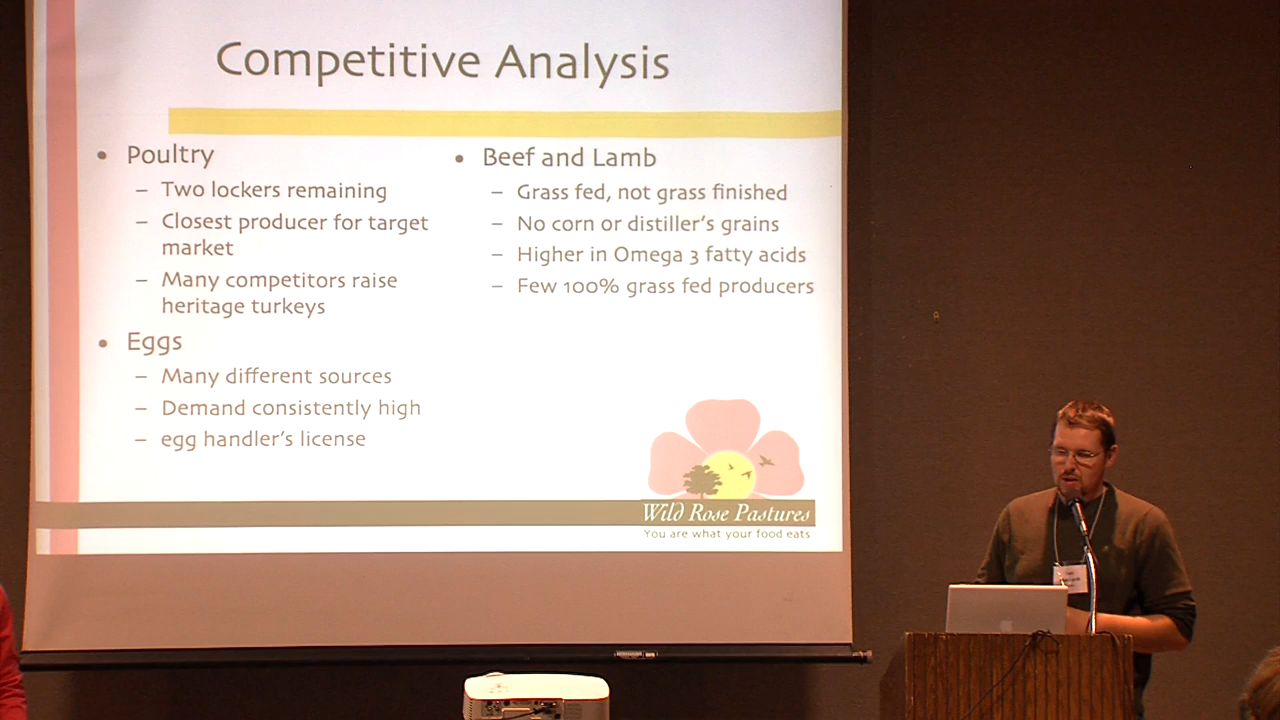 Competitive Analysis
• Poultry
– Two lockers remaining
– Closest producer for target
market
– Many competitors raise
heritage turkeys
• Eggs
– Many different sources
– Demand consistently high
– egg handler's license
• Beef and Lamb
– Grass fed, not grass finished
– No corn or distiller's grains
– Higher in Omega 3 fatty acids
– Few 100% grass fed producers
Wild Rose Pastures
You are what your food eats